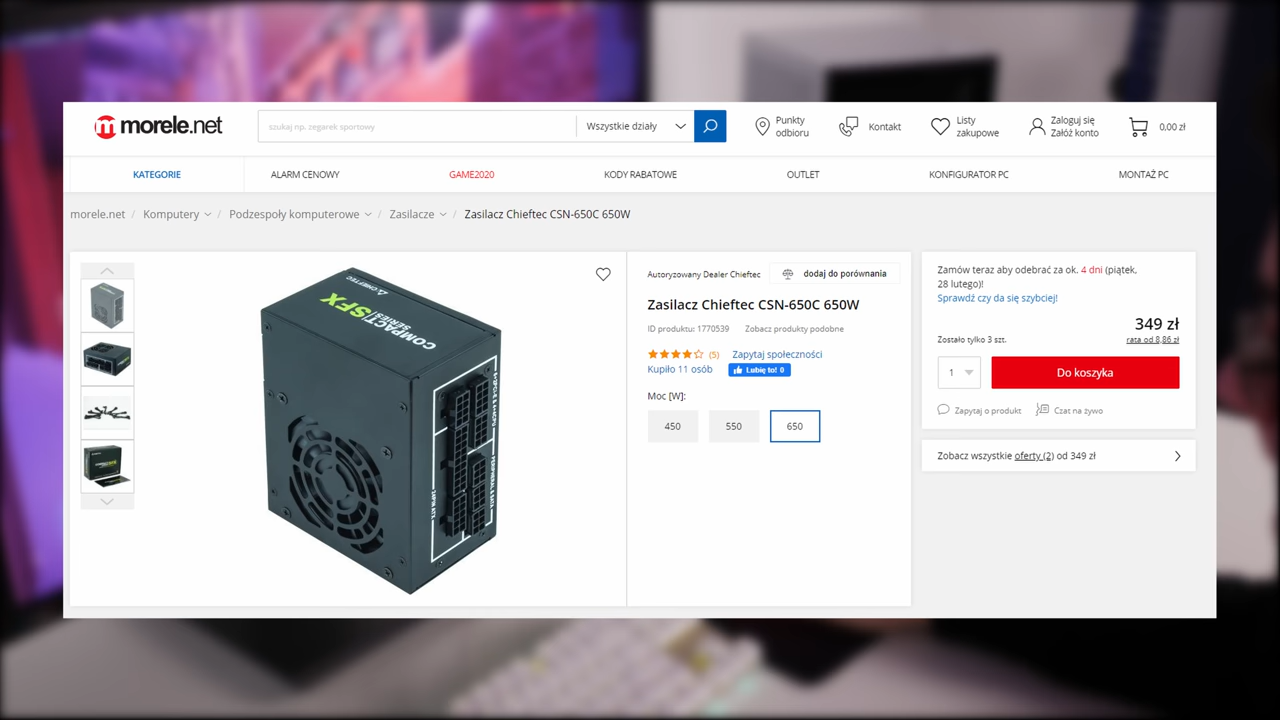 morele.net
szukaj np. zegarek sportowy
Wszystkie działy
Punkty
odbioru
Kontakt
Listy
zakupowe
Zaloguj się
Załóż konto
0,00 zł
KATEGORIE
ALARM CENOWY
GAME2020
KODY RABATOWE
OUTLET
KONFIGURATOR PC
MONTAŻ PC
morele.net / Komputery / Podzespoły komputerowe / Zasilacze / Zasilacz Chieftec CSN-650C 650W
CHIEFTEC
COMPACT
SERIES
SFX
Autoryzowany Dealer Chieftec
dodaj do porównania
Zasilacz Chieftec CSN-650C 650W
ID produktu: 1770539
Zobacz produkty podobne
(5)
Zapytaj społeczności
Kupiło 11 osób
Lubię to! 0
Moc [W]:
450
550
650
Zamów teraz aby odebrać za ok. 4 dni (piątek,
28 lutego)!
Sprawdź czy da się szybciej!
349 zł
Zostało tylko 3 szt.
rata od 8,86 zł
1
Do koszyka
Zapytaj o produkt
Czat na żywo
Zobacz wszystkie oferty (2) od 349 zł